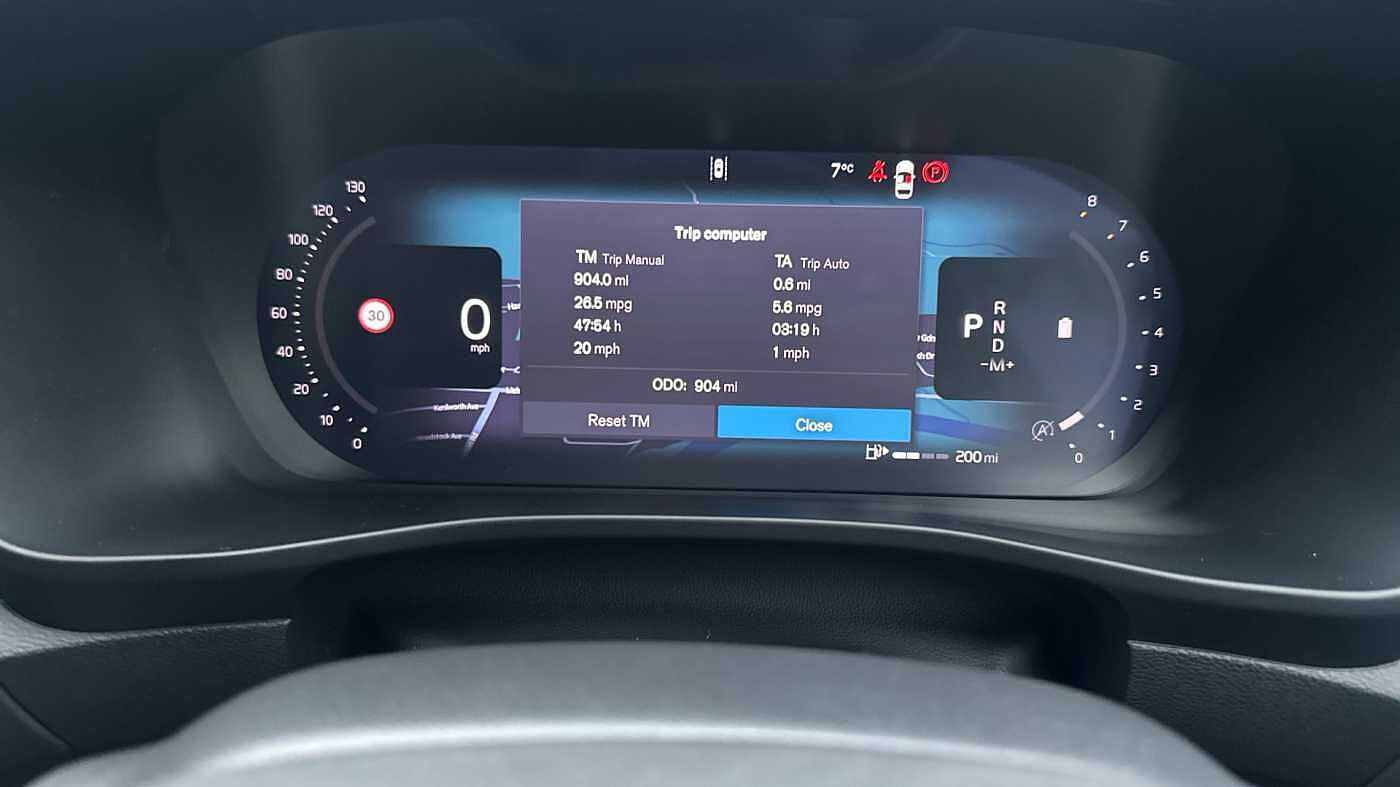 7°C
P
130
120
100
80
60
40
20
10
0
30
0
mph
Trip computer
TM Trip Manual
904.0 mi
26.5 mpg
47:54 h
20 mph
TA Trip Auto
0.6 mi
5.6 mpg
03:19 h
1 mph
ODO: 904 mi
Reset TM
Close
Kenilworth Ave
P
R
N
D
-M+
8
7
6
5
4
3
2
1
0
A
200 mi